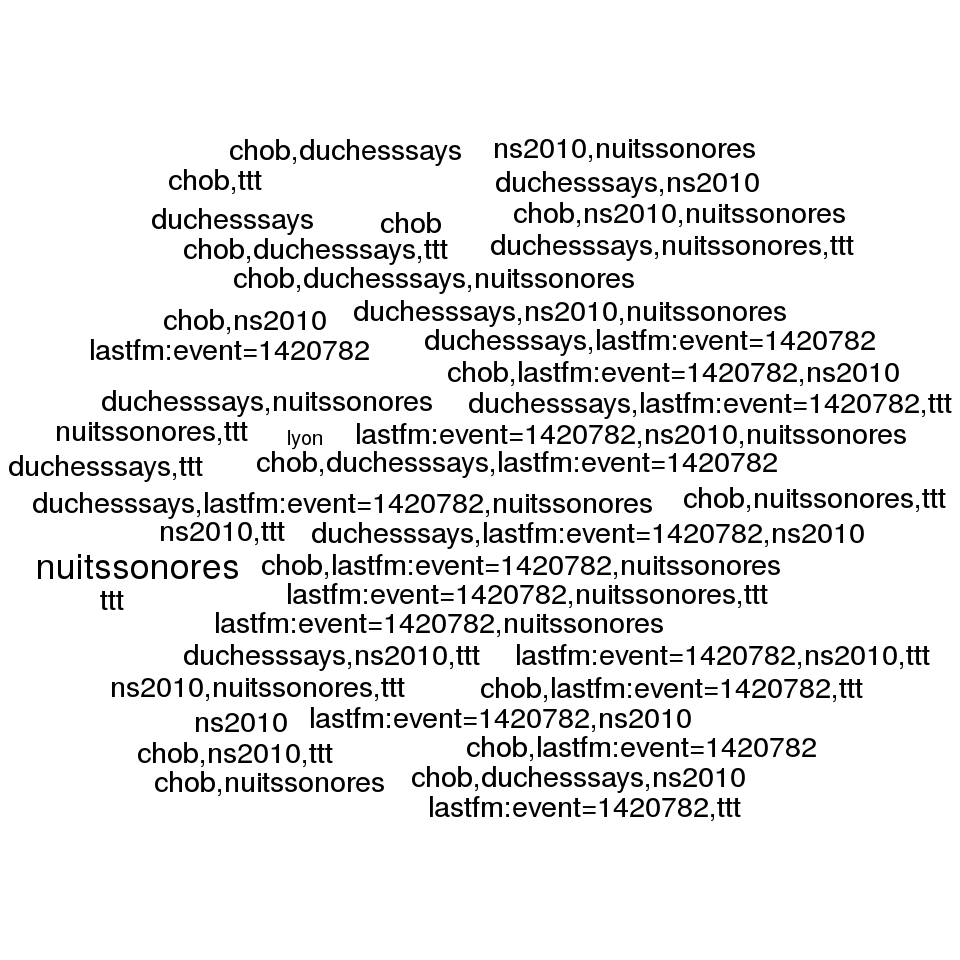 chob,duchesssays ns2010,nuitssonores
chob,ttt duchesssays,ns2010
duchesssays chob chob,ns2010,nuitssonores
chob,duchesssays,ttt duchesssays,nuitssonores,ttt
chob,duchesssays,nuitssonores
chob,ns2010 duchesssays,ns2010,nuitssonores
lastfm:event=1420782 duchesssays,lastfm:event=1420782
chob,lastfm:event=1420782,ns2010
duchesssays,nuitssonores duchesssays,lastfm:event=1420782,ttt
nuitssonores,ttt lyon lastfm:event=1420782,ns2010,nuitssonores
duchesssays,ttt chob,duchesssays,lastfm:event=1420782
duchesssays,lastfm:event=1420782,nuitssonores chob,nuitssonores,ttt
ns2010,ttt duchesssays,lastfm:event=1420782,ns2010
nuitssonores chob,lastfm:event=1420782,nuitssonores
ttt lastfm:event=1420782,nuitssonores,ttt
lastfm:event=1420782,nuitssonores
duchesssays,ns2010,ttt lastfm:event=1420782,ns2010,ttt
ns2010,nuitssonores,ttt chob,lastfm:event=1420782,ttt
ns2010 lastfm:event=1420782,ns2010
chob,ns2010,ttt chob,lastfm:event=1420782
chob,nuitssonores chob,duchesssays,ns2010
lastfm:event=1420782,ttt